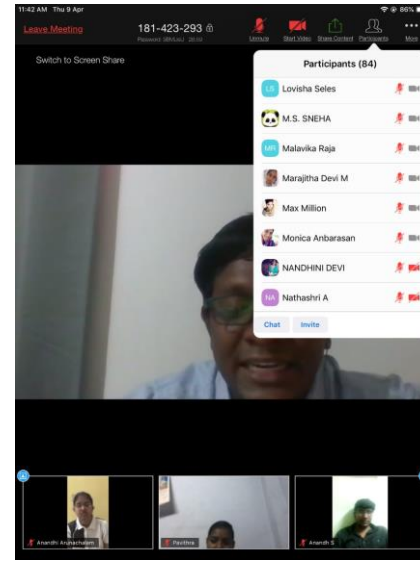 11:42 AM Thu 9 Apr
86%
Leave Meeting
181-423-293
Unmute
Start Video
Share Content
Participants
More
Switch to Screen Share
Participants (84)
LS Lovisha Seles
M.S. SNEHA
MR Malavika Raja
Marajitha Devi M
Max Million
Monica Anbarasan
NANDHINI DEVI
NA Nathashri A
Chat
Invite
Anandhi Arunachalam
Pavithra
Anandh S